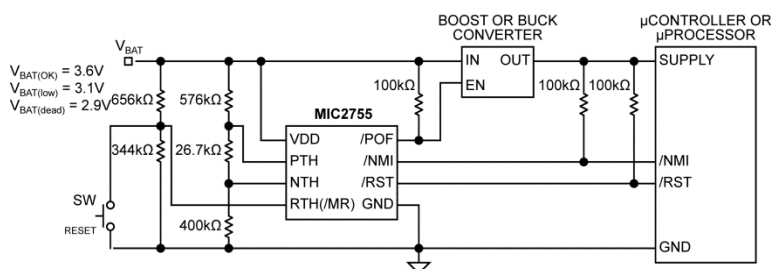 BOOST OR BUCK
CONVERTER
µCONTROLLER OR
µPROCESSOR
VBAT
IN OUT
EN
SUPPLY
VBAT(OK) = 3.6V
VBAT(low) = 3.1V
VBAT(dead) = 2.9V
656kΩ
576kΩ
100kΩ
100kΩ
100kΩ
MIC2755
VDD
/POF
344kΩ
26.7kΩ
PTH
/NMI
/NMI
NTH
/RST
/RST
SW
RESET
RTH(/MR)
GND
400kΩ
GND